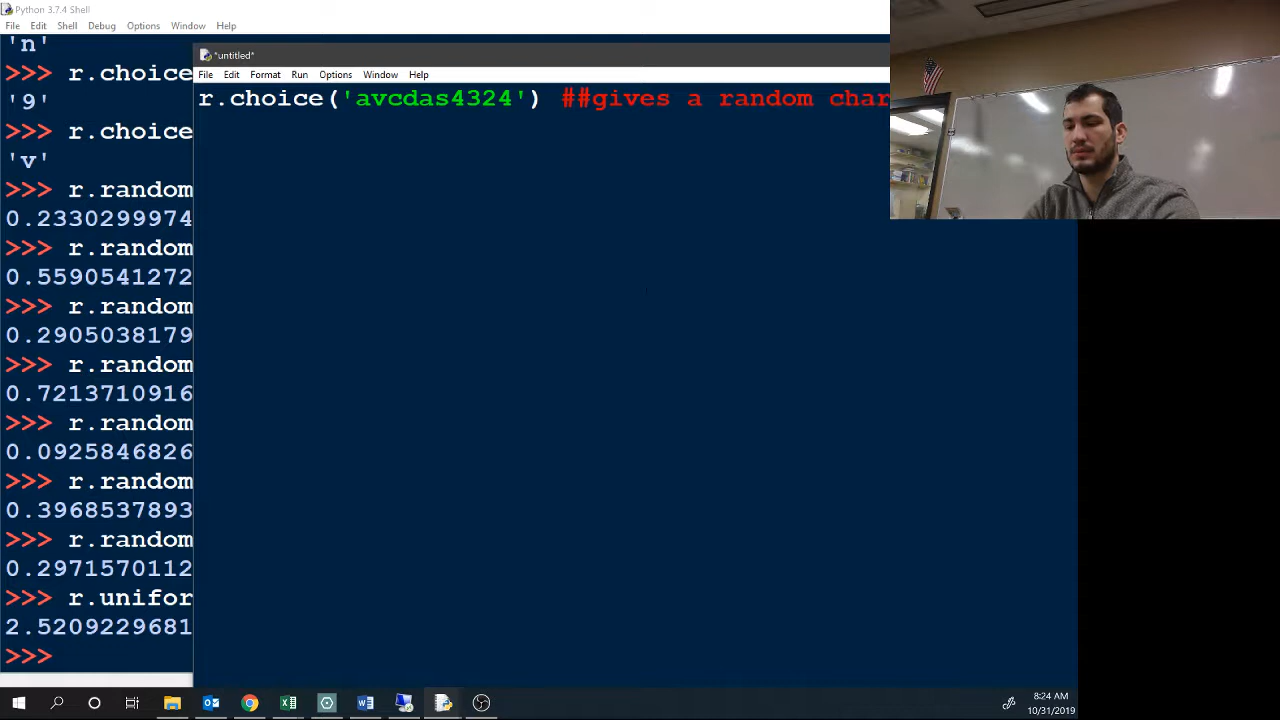 Python 3.7.4 Shell
File Edit Shell Debug Options Window Help
'n'
>>> r.choice
'9'
>>> r.choice
'v'
>>> r.random
0.2330299974
>>> r.random
0.5590541272
>>> r.random
0.2905038179
>>> r.random
0.7213710916
>>> r.random
0.0925846826
>>> r.random
0.3968537893
>>> r.random
0.2971570112
>>> r.unifor
2.5209229681
>>>
*untitled*
File Edit Format Run Options Window Help
r.choice('avcdas4324') ##gives a random char
8:24 AM
10/31/2019